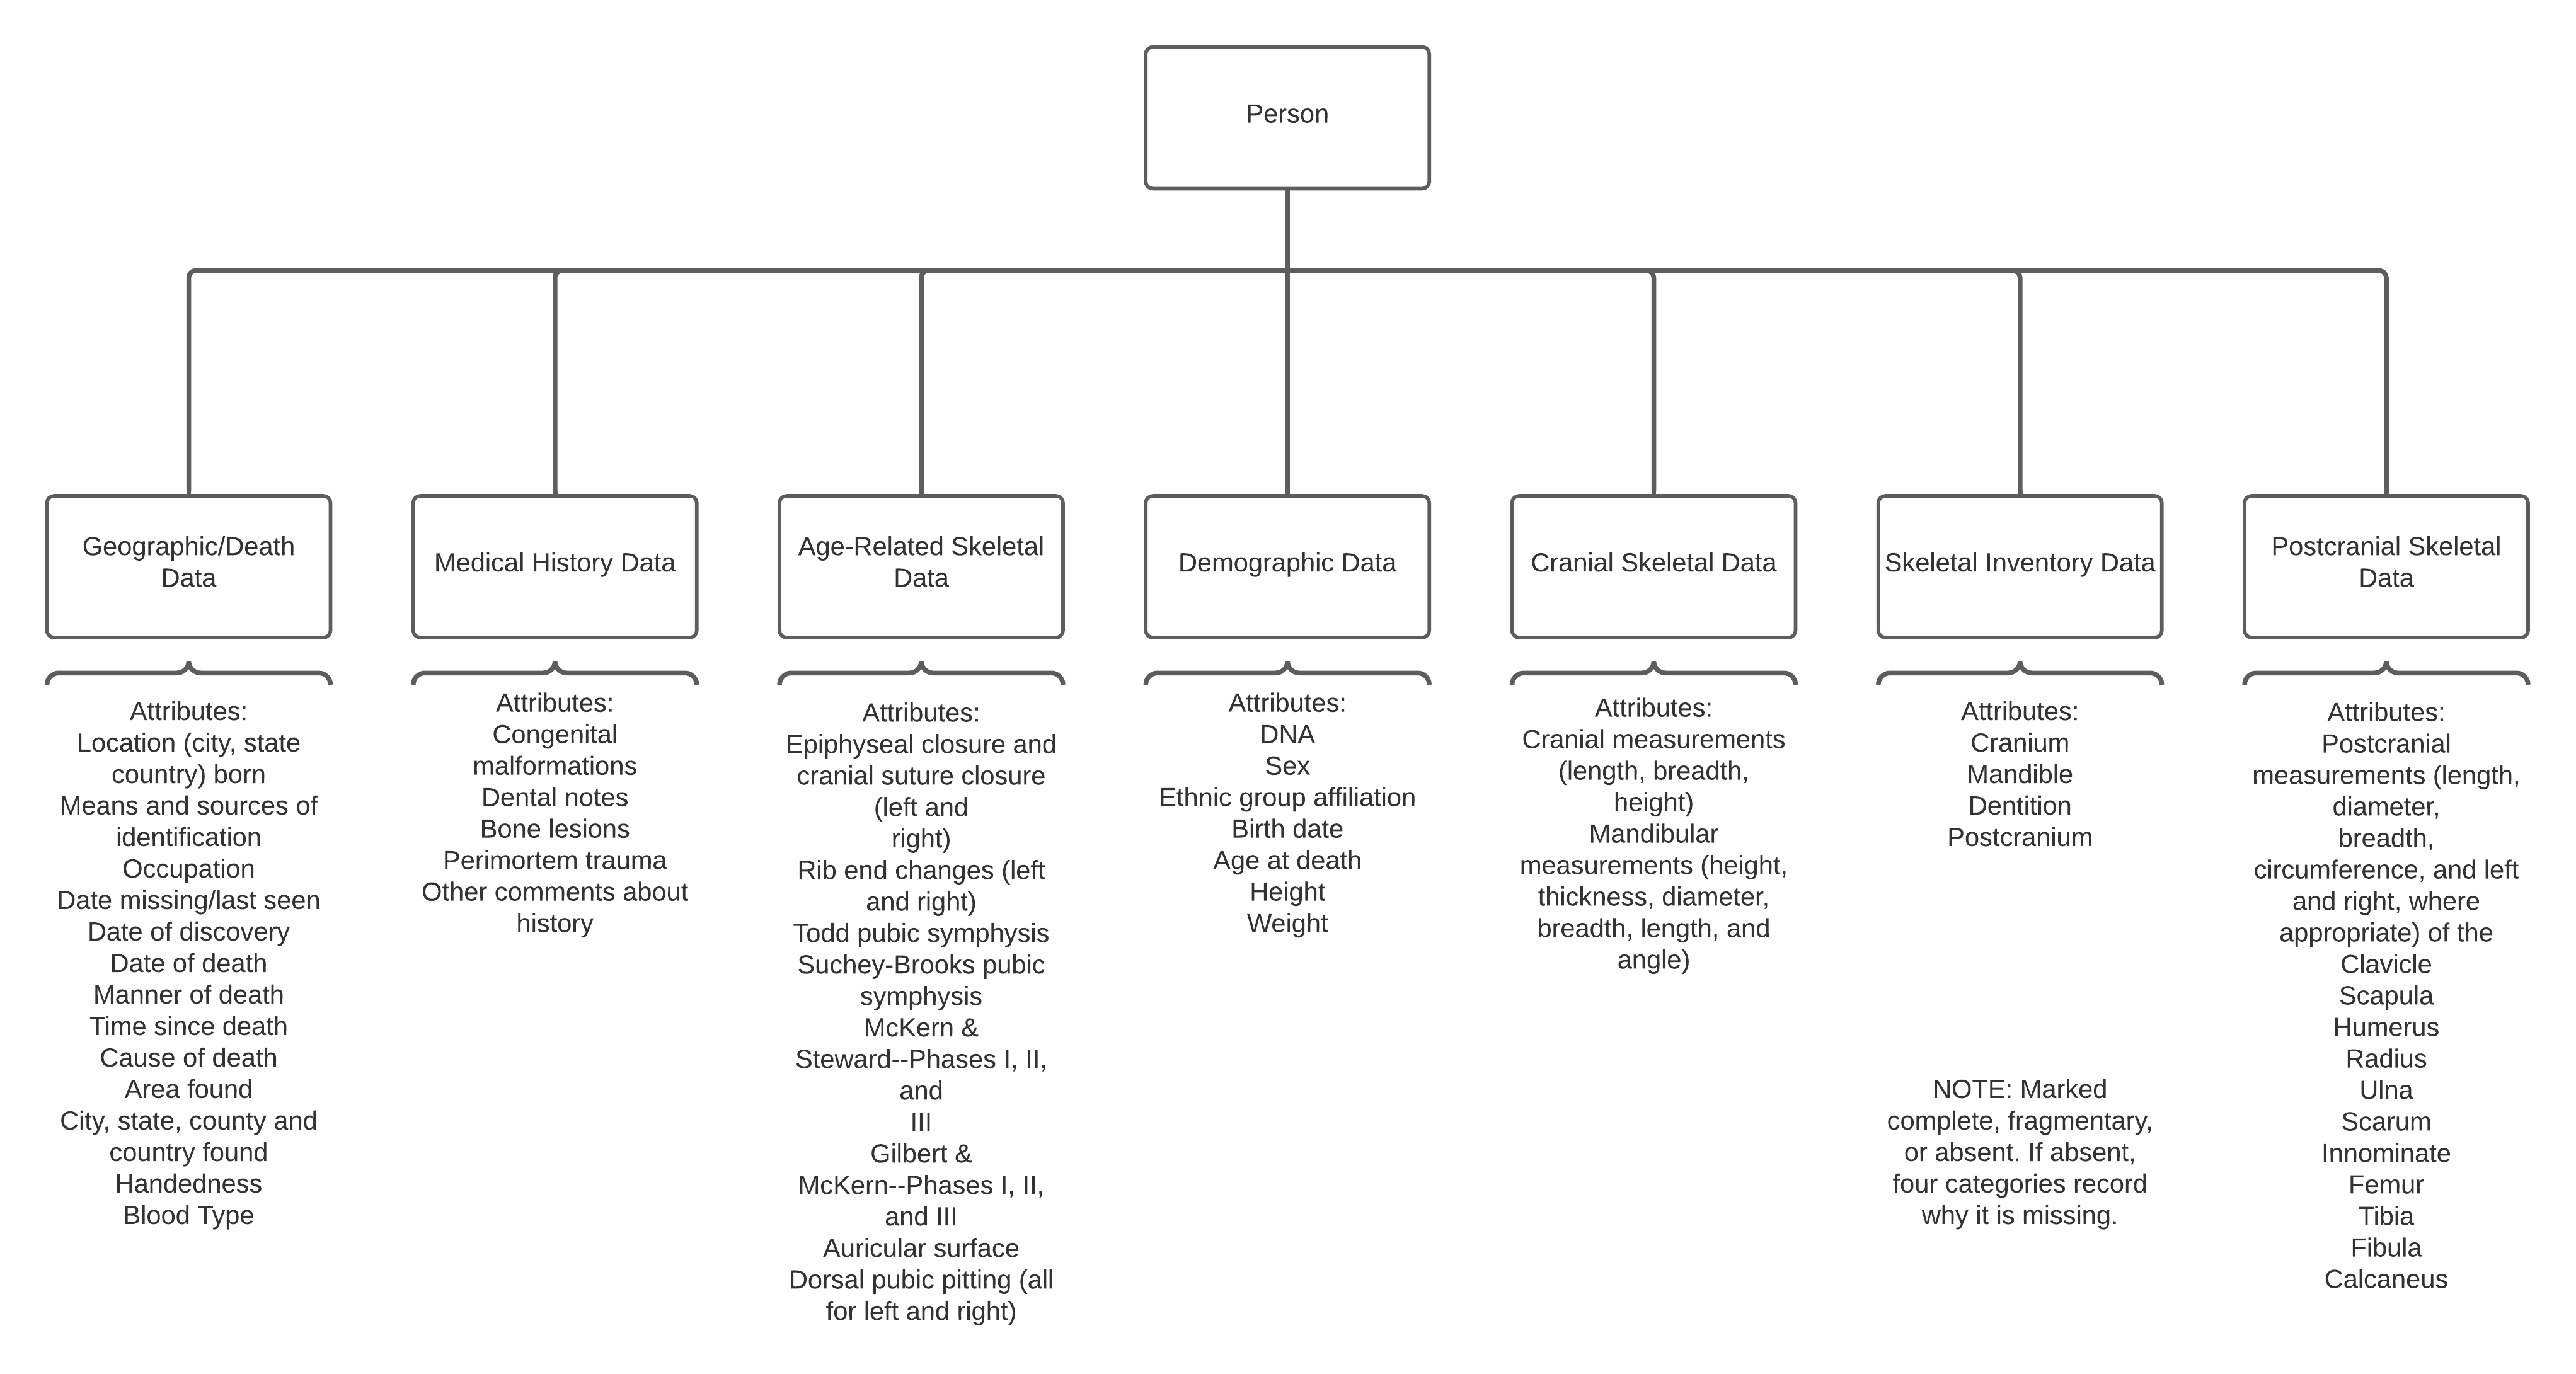 Person
Geographic/Death
Data
Medical History Data
Age-Related Skeletal
Data
Demographic Data
Cranial Skeletal Data
Skeletal Inventory Data
Postcranial Skeletal
Data
Attributes:
Location (city, state
country) born
Means and sources of
identification
Occupation
Date missing/last seen
Date of discovery
Date of death
Manner of death
Time since death
Cause of death
Area found
City, state, county and
country found
Handedness
Blood Type
Attributes:
Congenital
malformations
Dental notes
Bone lesions
Perimortem trauma
Other comments about
history
Attributes:
Epiphyseal closure and
cranial suture closure
(left and
right)
Rib end changes (left
and right)
Todd pubic symphysis
Suchey-Brooks pubic
symphysis
McKern &
Steward--Phases I, II,
and
III
Gilbert &
McKern--Phases I, II,
and III
Auricular surface
Dorsal pubic pitting (all
for left and right)
Attributes:
DNA
Sex
Ethnic group affiliation
Birth date
Age at death
Height
Weight
Attributes:
Cranial measurements
(length, breadth,
height)
Mandibular
measurements (height,
thickness, diameter,
breadth, length, and
angle)
Attributes:
Cranium
Mandible
Dentition
Postcranium
NOTE: Marked
complete, fragmentary,
or absent. If absent,
four categories record
why it is missing.
Attributes:
Postcranial
measurements (length,
diameter,
breadth,
circumference, and left
and right, where
appropriate) of the
Clavicle
Scapula
Humerus
Radius
Ulna
Scarum
Innominate
Femur
Tibia
Fibula
Calcaneus